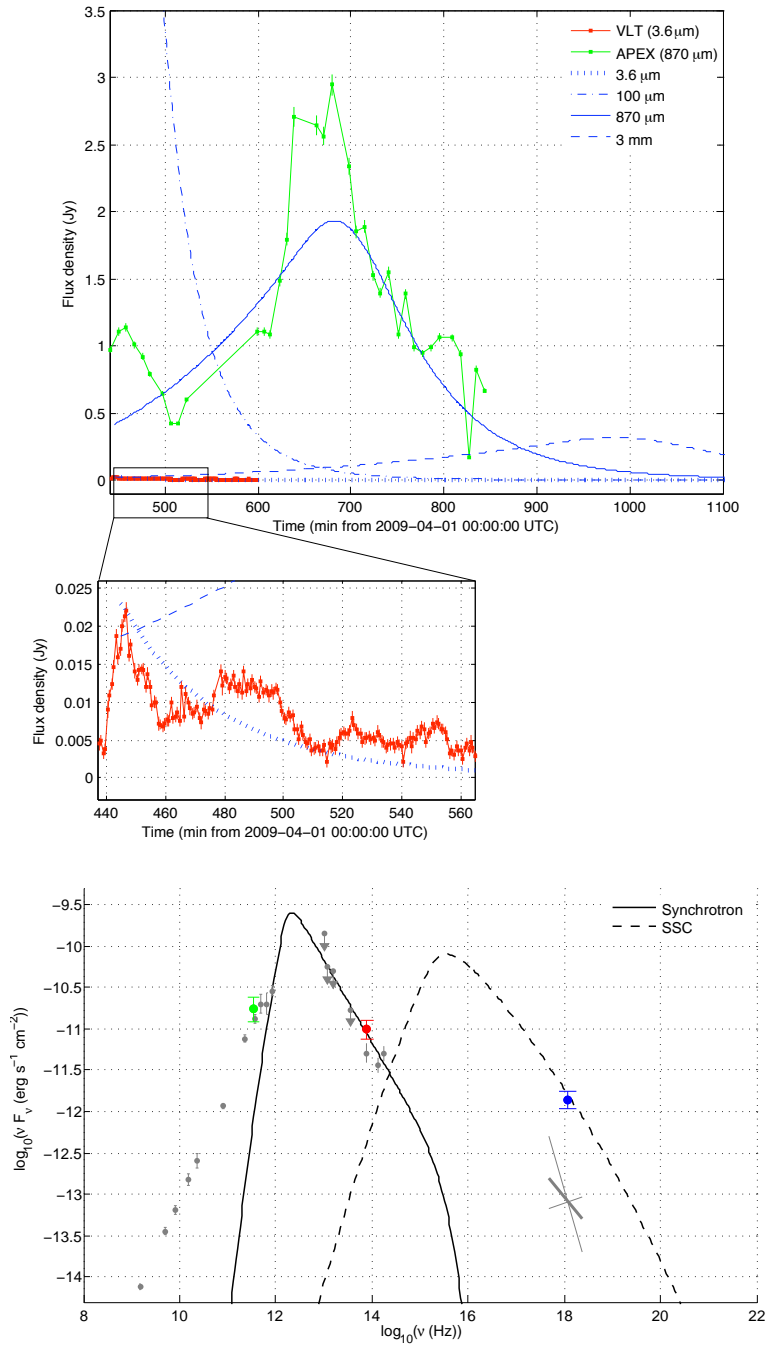 3.5
3
2.5
2
1.5
1
0.5
0
Flux density (Jy)
VLT (3.6μm)
APEX (870 μm)
3.6 μm
100 μm
870 μm
3 mm
500 600 700 800 900 1000 1100
Time (min from 2009−04−01 00:00:00 UTC)
0.025
0.02
0.015
0.01
0.005
0
Flux density (Jy)
440 460 480 500 520 540 560
Time (min from 2009−04−01 00:00:00 UTC)
−9.5
−10
−10.5
−11
−11.5
−12
−12.5
−13
−13.5
−14
log₁₀(ν Fᵥ (erg s⁻¹ cm⁻²))
Synchrotron
SSC
8 10 12 14 16 18 20 22
log₁₀(ν (Hz))